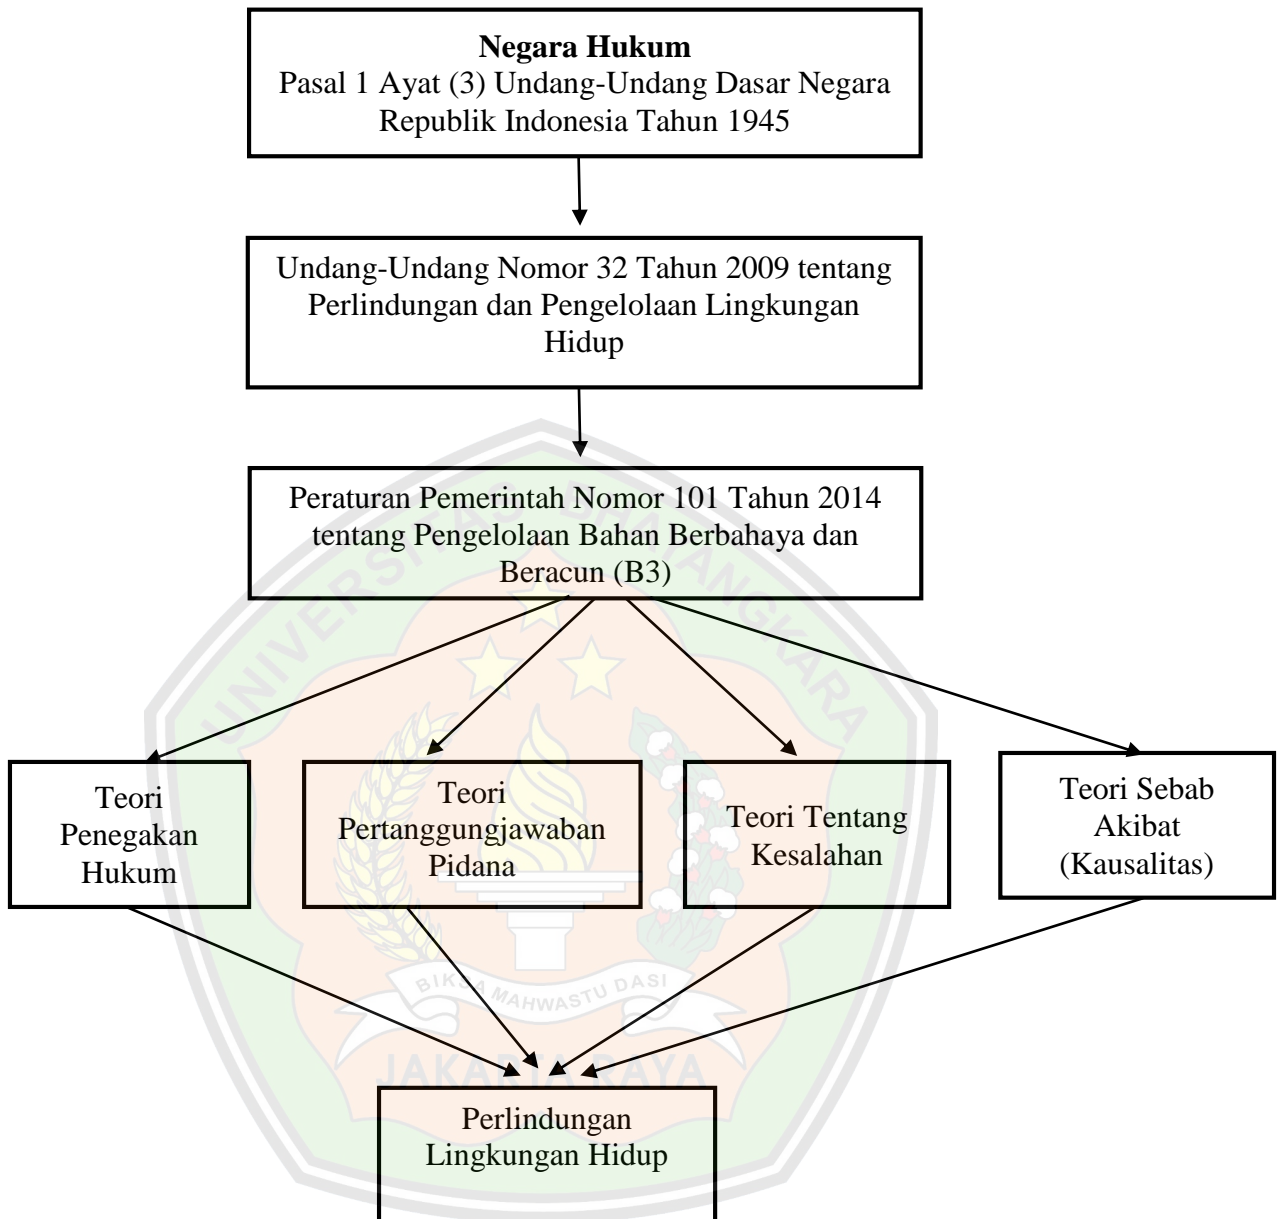 Negara Hukum
Pasal 1 Ayat (3) Undang-Undang Dasar Negara
Republik Indonesia Tahun 1945
Undang-Undang Nomor 32 Tahun 2009 tentang
Perlindungan dan Pengelolaan Lingkungan
Hidup
Peraturan Pemerintah Nomor 101 Tahun 2014
tentang Pengelolaan Bahan Berbahaya dan
Beracun (B3)
UNIVERSITAS BHAYANGKARA
Teori
Penegakan
Hukum
Teori
Pertanggungjawaban
Pidana
Teori Tentang
Kesalahan
Teori Sebab
Akibat
(Kausalitas)
BIKSA MAHWASTU DASI
JAKARTA RAYA
Perlindungan
Lingkungan Hidup